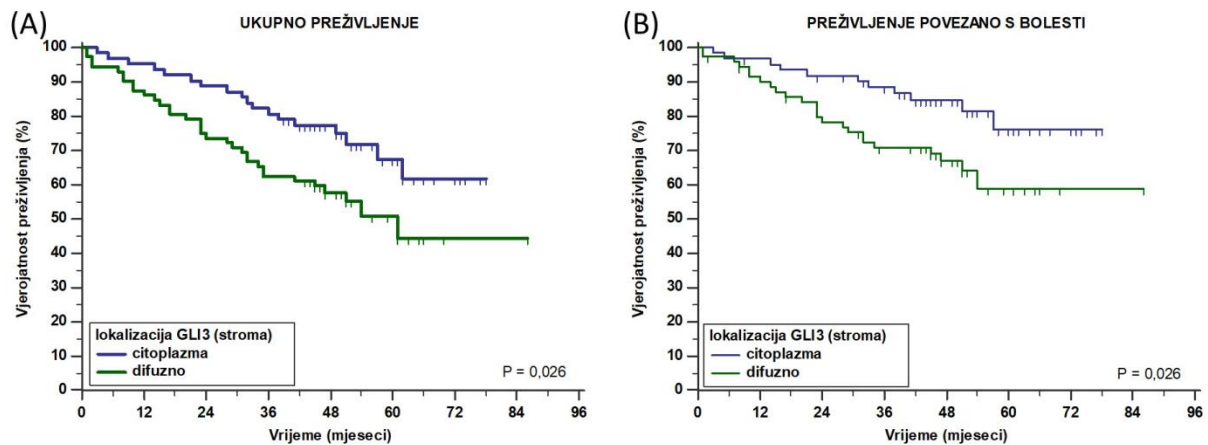 (A)
UKUPNO PREŽIVLJENJE
Vjerojatnost preživljenja (%)
100
90
80
70
60
50
40
30
20
10
0
lokalizacija GLI3 (stroma)
citoplazma
difuzno
P = 0,026
0 12 24 36 48 60 72 84 96
Vrijeme (mjeseci)
(B)
PREŽIVLJENJE POVEZANO S BOLESTI
Vjerojatnost preživljenja (%)
100
90
80
70
60
50
40
30
20
10
0
lokalizacija GLI3 (stroma)
citoplazma
difuzno
P = 0,026
0 12 24 36 48 60 72 84 96
Vrijeme (mjeseci)